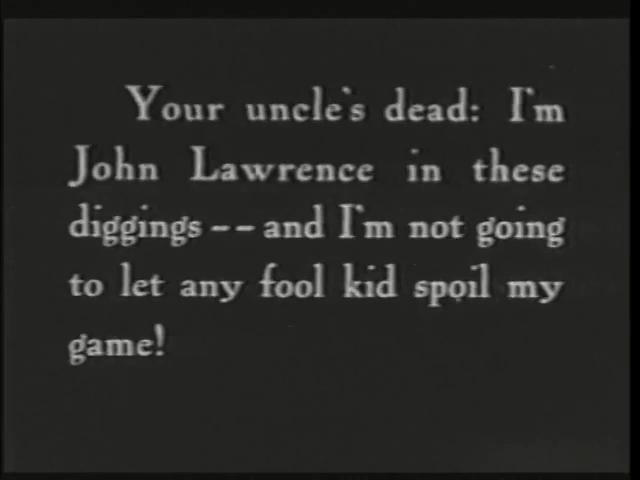 Your uncle's dead: I'm
John Lawrence in these
diggings -- and I'm not going
to let any fool kid spoil my
game!